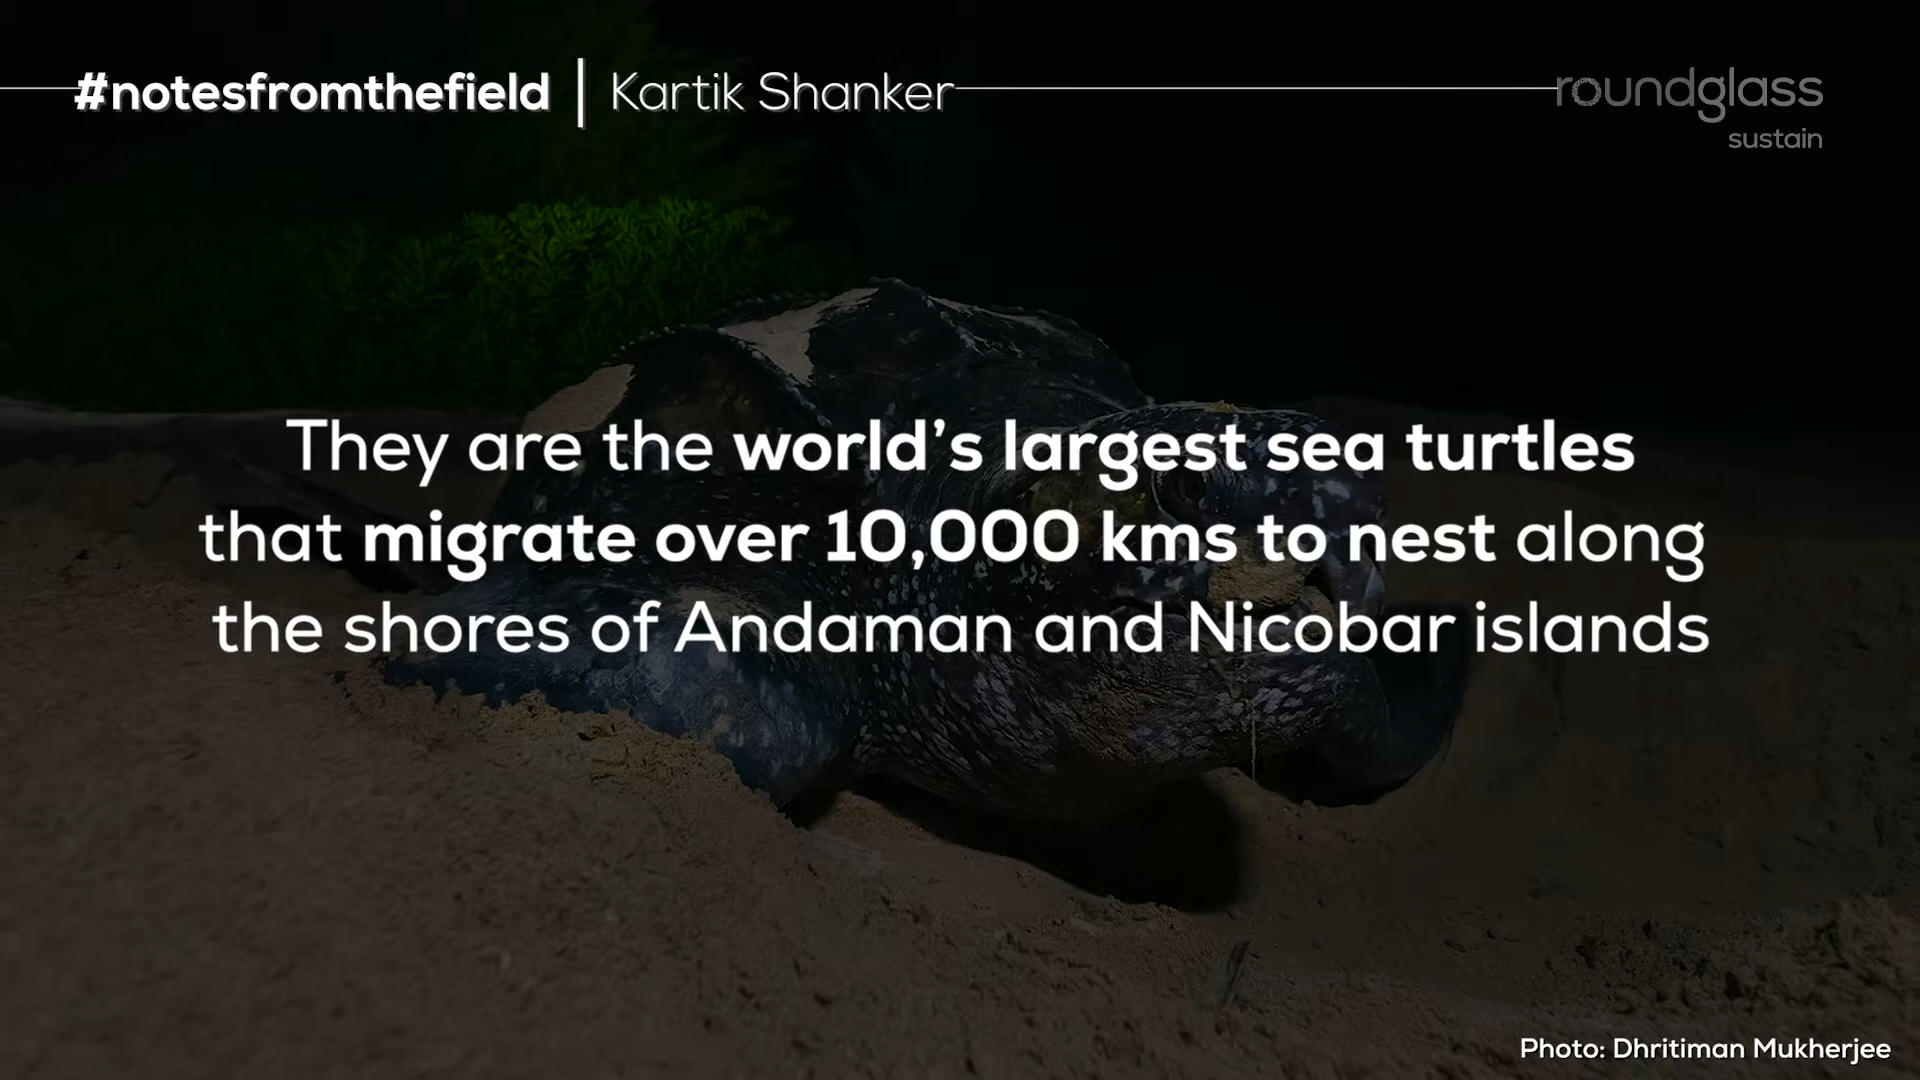 #notesfromthefield | Kartik Shanker
roundglass
sustain
They are the world’s largest sea turtles
that migrate over 10,000 kms to nest along
the shores of Andaman and Nicobar islands
Photo: Dhritiman Mukherjee